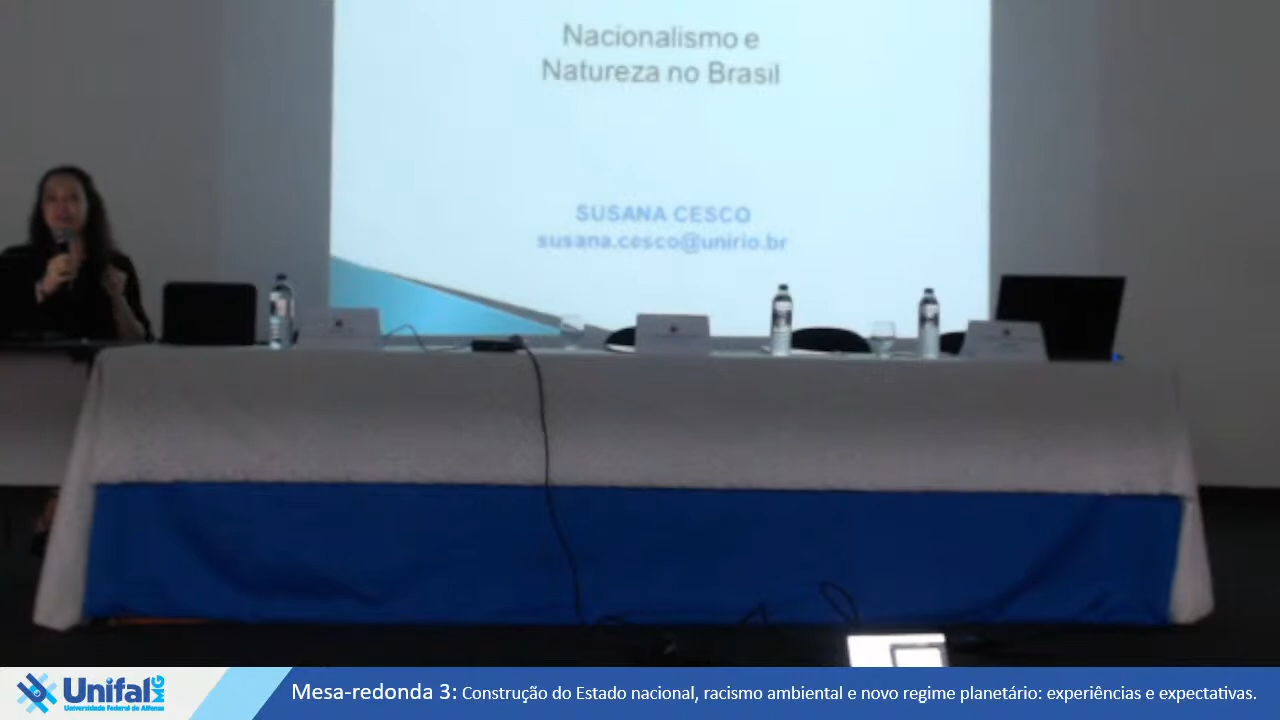 Nacionalismo e
Natureza no Brasil
SUSANA CESCO
susana.cesco@unirio.br
Unifal MG
Universidade Federal de Alfenas
Mesa-redonda 3: Construção do Estado nacional, racismo ambiental e novo regime planetário: experiências e expectativas.